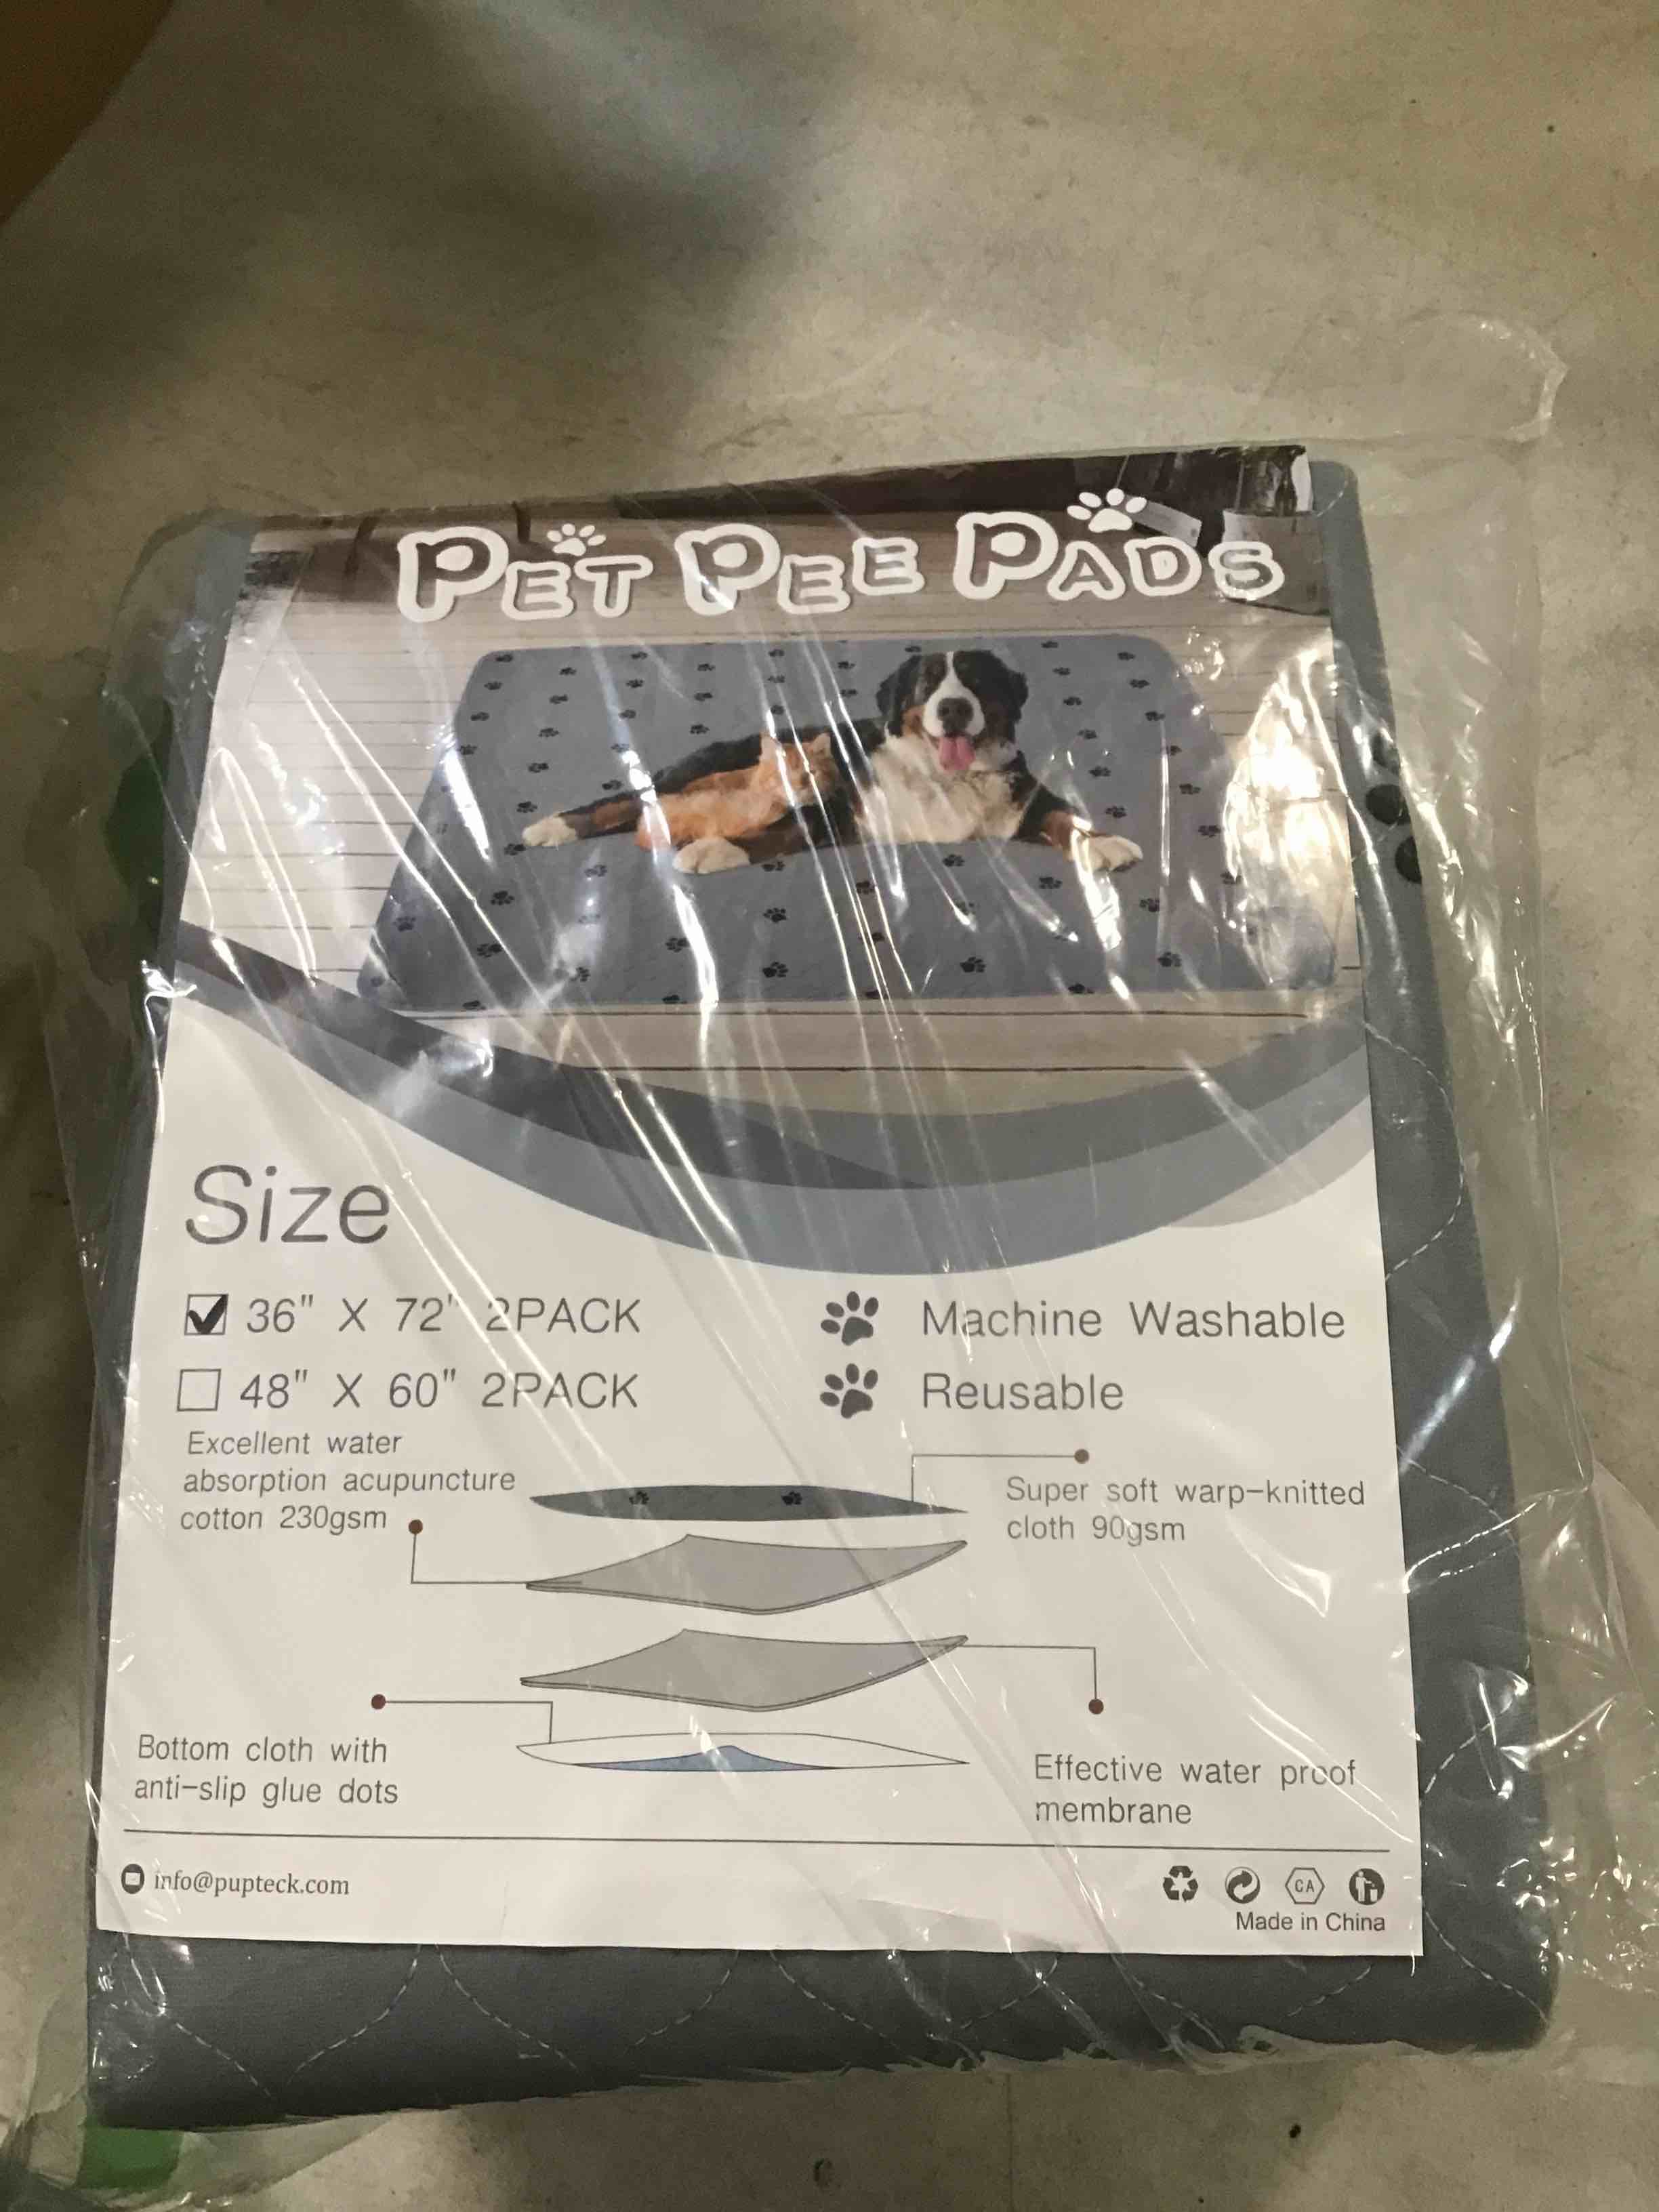 PET PEE PADS
Size
36" X 72" 2PACK
48" X 60" 2PACK
Machine Washable
Reusable
Excellent water
absorption acupuncture
cotton 230gsm
Super soft warp-knitted
cloth 90gsm
Bottom cloth with
anti-slip glue dots
Effective water proof
membrane
info@pupteck.com
CA
Made in China